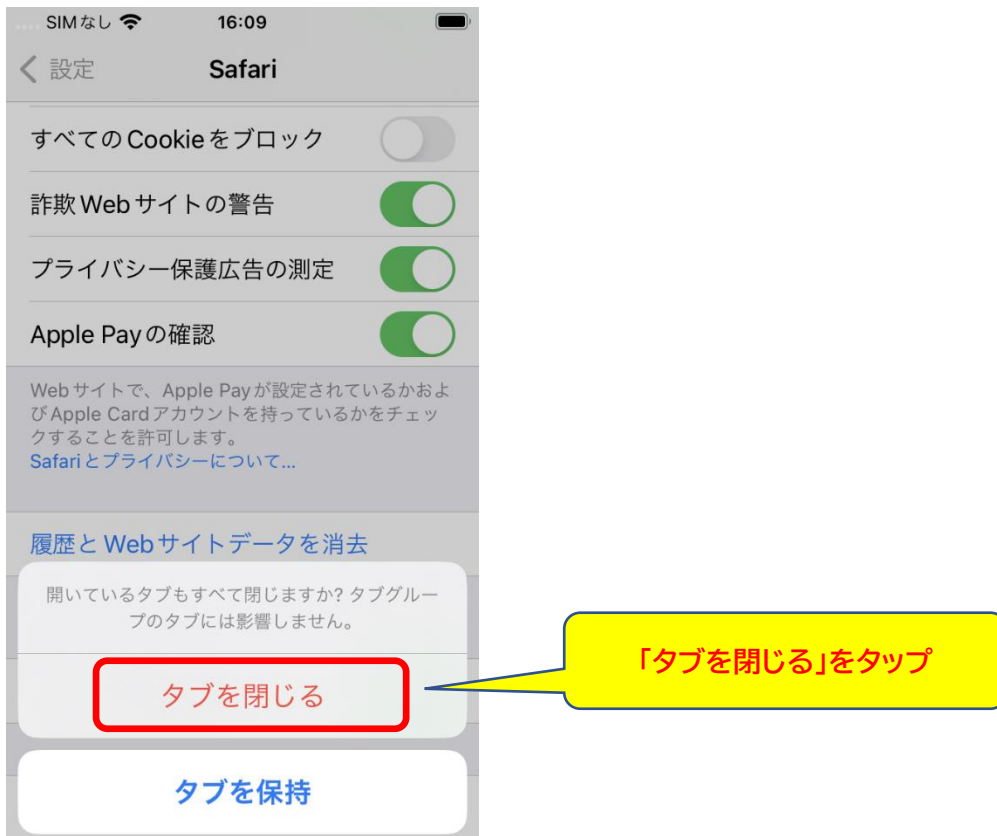 SIMなし 16:09
設定 Safari
すべてのCookieをブロック
詐欺Webサイトの警告
プライバシー保護広告の測定
Apple Payの確認
Webサイトで、Apple Payが設定されているかおよ
びApple Cardアカウントを持っているかをチェッ
クすることを許可します。
Safariとプライバシーについて...
履歴とWebサイトデータを消去
開いているタブもすべて閉じますか? タブグルー
プのタブには影響しません。
タブを閉じる
「タブを閉じる」をタップ
タブを保持